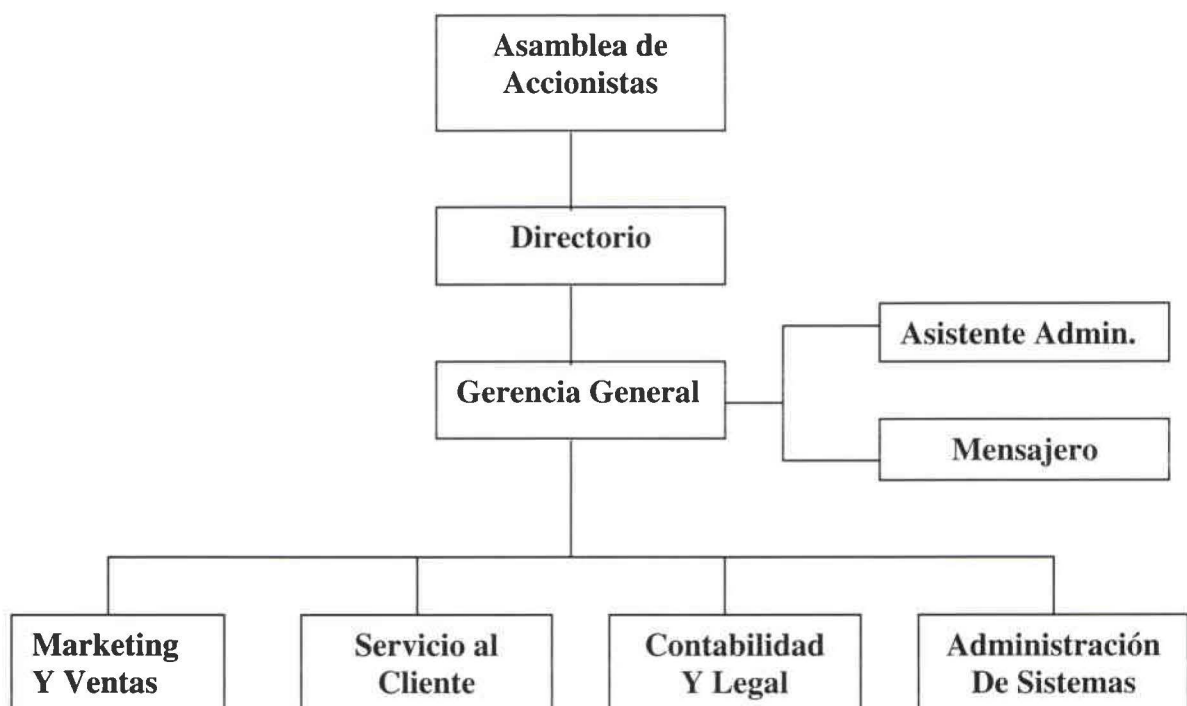 Asamblea de
Accionistas
Directorio
Gerencia General
Asistente Admin.
Mensajero
Marketing
Y Ventas
Servicio al
Cliente
Contabilidad
Y Legal
Administración
De Sistemas